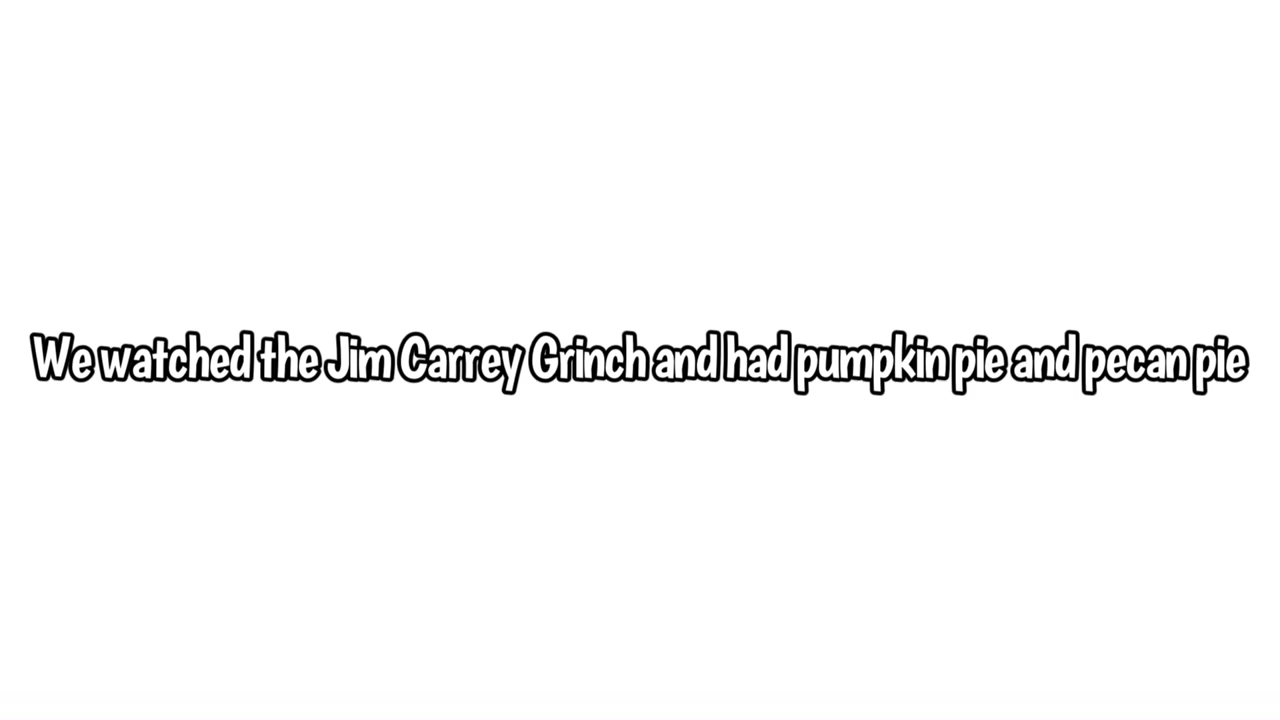 We watched the Jim Carrey Grinch and had pumpkin pie and pecan pie